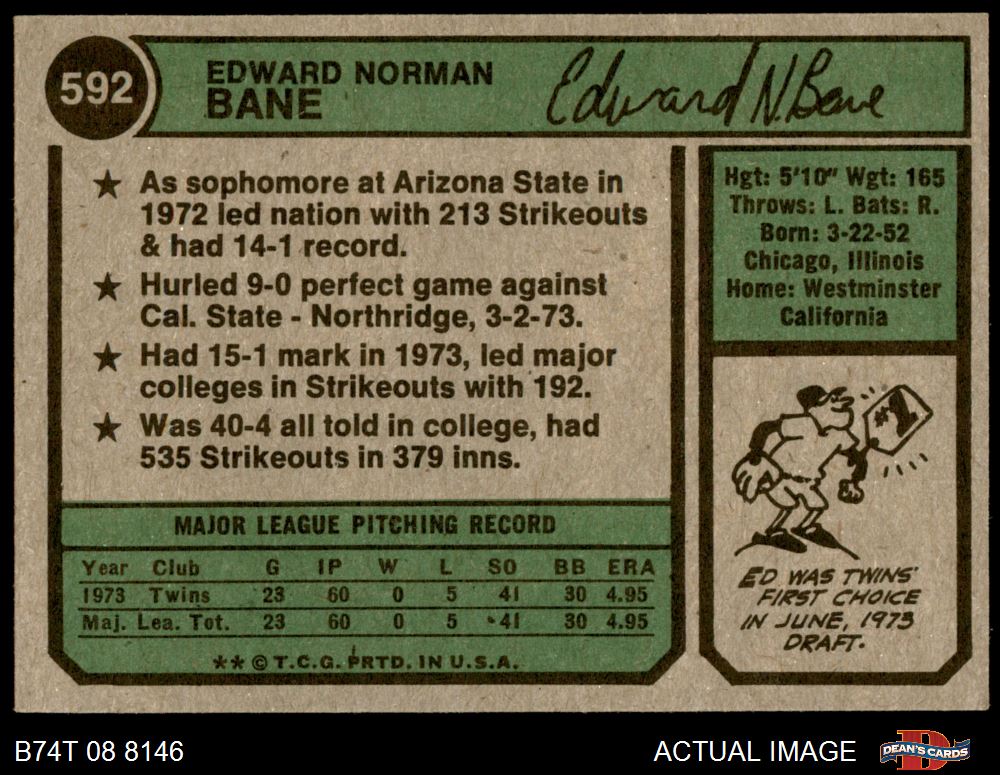 592
EDWARD NORMAN
BANE
Edward N. Bane
★ As sophomore at Arizona State in
1972 led nation with 213 Strikeouts
& had 14-1 record.
★ Hurled 9-0 perfect game against
Cal. State - Northridge, 3-2-73.
★ Had 15-1 mark in 1973, led major
colleges in Strikeouts with 192.
★ Was 40-4 all told in college, had
535 Strikeouts in 379 inns.
MAJOR LEAGUE PITCHING RECORD
Year Club G IP W L SO BB ERA
1973 Twins 23 60 0 5 41 30 4.95
Maj. Lea. Tot. 23 60 0 5 41 30 4.95
** © T.C.G. PRTD. IN U.S.A.
Hgt: 5'10" Wgt: 165
Throws: L. Bats: R.
Born: 3-22-52
Chicago, Illinois
Home: Westminster
California
#1
ED WAS TWINS'
FIRST CHOICE
IN JUNE, 1973
DRAFT.
B74T 08 8146
ACTUAL IMAGE
DEAN'S CARDS